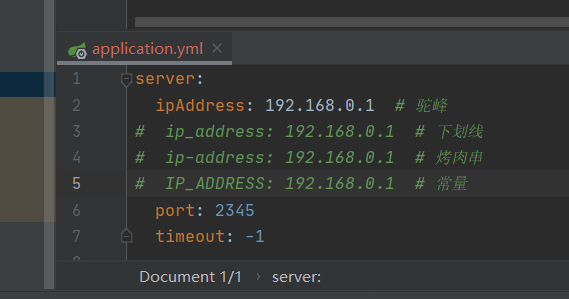 application.yml
1 server:
2 ipAddress: 192.168.0.1 # 驼峰
3 # ip_address: 192.168.0.1 # 下划线
4 # ip-address: 192.168.0.1 # 烤肉串
5 # IP_ADDRESS: 192.168.0.1 # 常量
6 port: 2345
7 timeout: -1
Document 1/1 › server: